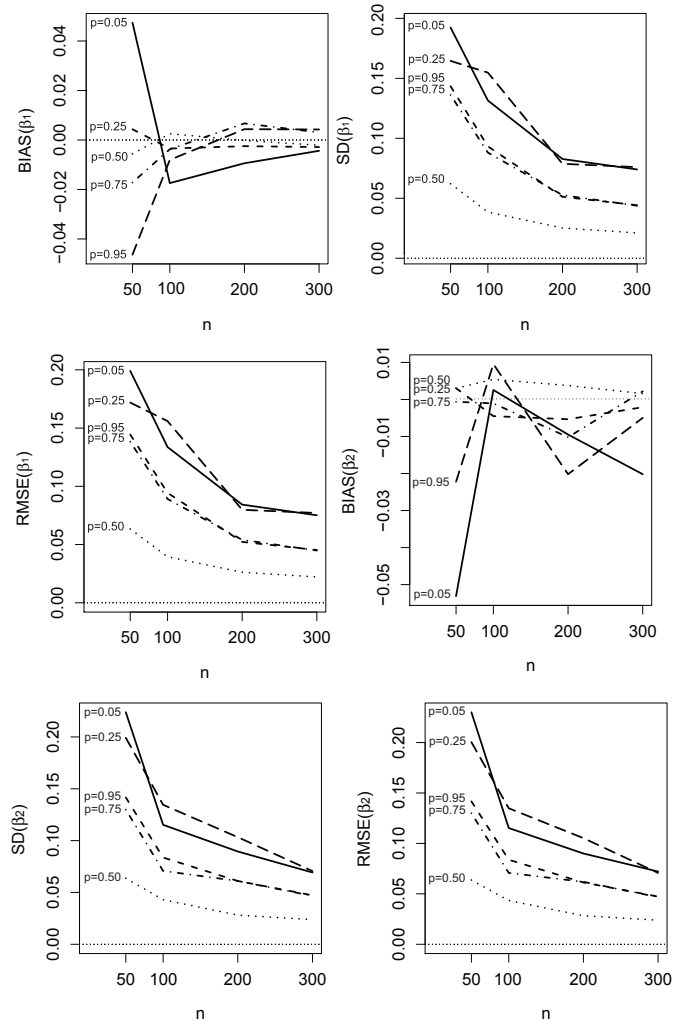 BIAS(β1)
0.04
0.02
0.00
−0.02
−0.04
p=0.05
p=0.25
p=0.50
p=0.75
p=0.95
50 100 200 300
n
SD(β1)
0.20
0.15
0.10
0.05
0.00
p=0.05
p=0.25
p=0.95
p=0.75
p=0.50
50 100 200 300
n
RMSE(β1)
0.20
0.15
0.10
0.05
0.00
p=0.05
p=0.25
p=0.95
p=0.75
p=0.50
50 100 200 300
n
BIAS(β2)
0.01
−0.01
−0.03
−0.05
p=0.50
p=0.25
p=0.75
p=0.95
p=0.05
50 100 200 300
n
SD(β2)
0.20
0.15
0.10
0.05
0.00
p=0.05
p=0.25
p=0.95
p=0.75
p=0.50
50 100 200 300
n
RMSE(β2)
0.20
0.15
0.10
0.05
0.00
p=0.05
p=0.25
p=0.95
p=0.75
p=0.50
50 100 200 300
n